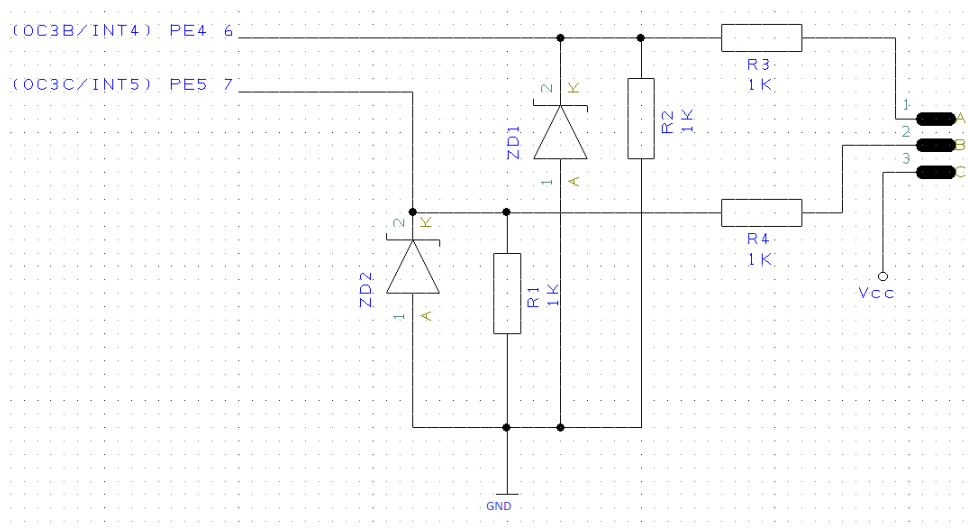 (OC3B/INT4) PE4 6
(OC3C/INT5) PE5 7
R3
1K
1
A
2
B
3
C
2
K
ZD1
1
A
R2
1K
R4
1K
2
K
ZD2
1
A
R1
1K
Vcc
GND